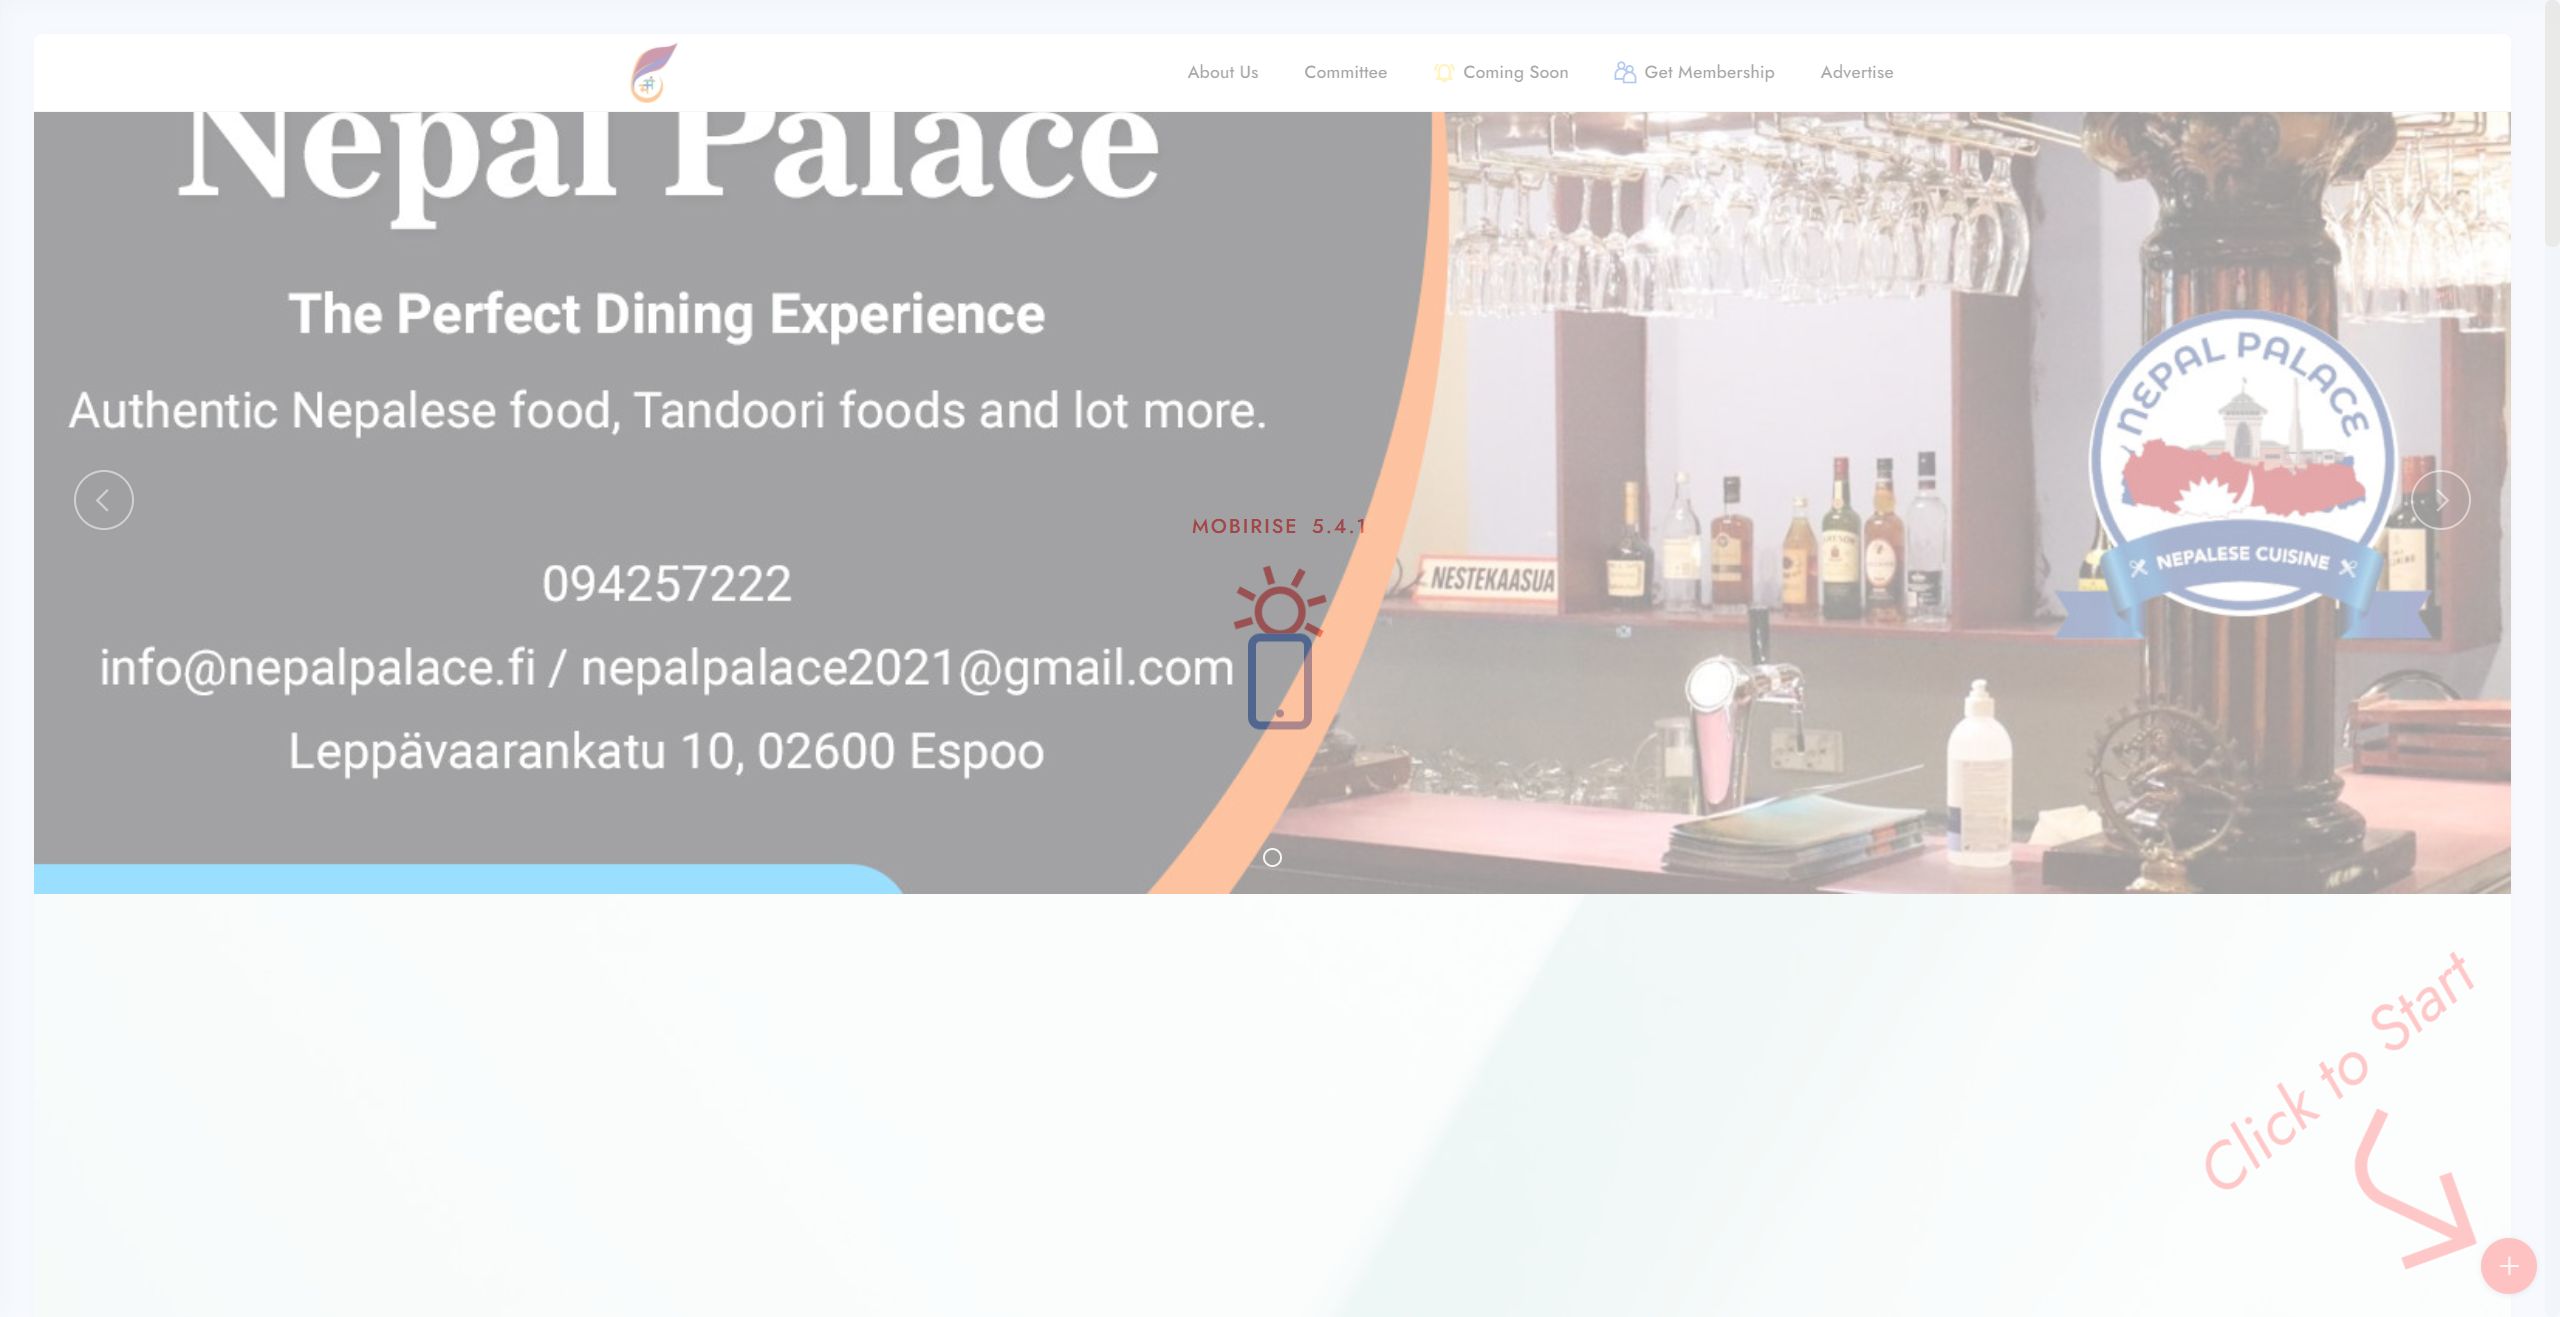 About Us Committee Coming Soon Get Membership Advertise
Nepal Palace
The Perfect Dining Experience
Authentic Nepalese food, Tandoori foods and lot more.
NEPAL PALACE
NEPALESE CUISINE
MOBIRISE 5.4.1
NESTEKAASUA
094257222
info@nepalpalace.fi / nepalpalace2021@gmail.com
Leppävaarankatu 10, 02600 Espoo
Click to Start